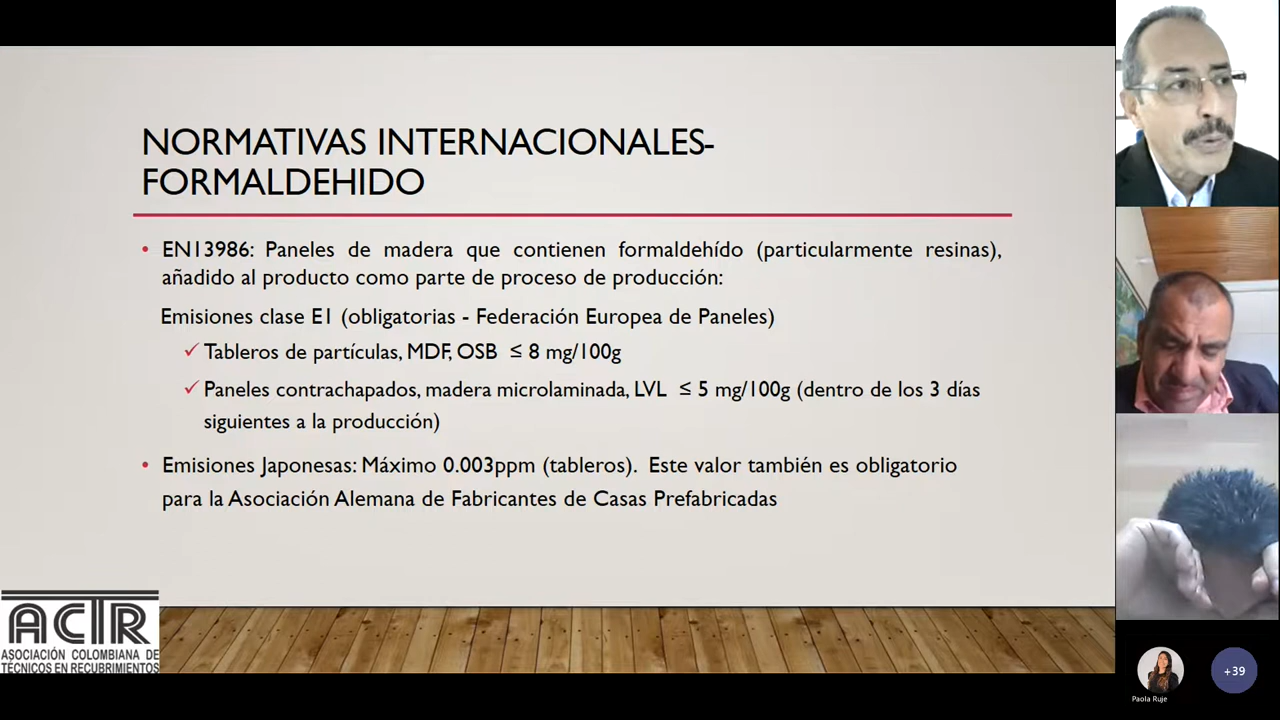 NORMATIVAS INTERNACIONALES-
FORMALDEHIDO
• EN13986: Paneles de madera que contienen formaldehído (particularmente resinas),
añadido al producto como parte de proceso de producción:
Emisiones clase E1 (obligatorias - Federación Europea de Paneles)
✓ Tableros de partículas, MDF, OSB ≤ 8 mg/100g
✓ Paneles contrachapados, madera microlaminada, LVL ≤ 5 mg/100g (dentro de los 3 días
siguientes a la producción)
• Emisiones Japonesas: Máximo 0.003ppm (tableros). Este valor también es obligatorio
para la Asociación Alemana de Fabricantes de Casas Prefabricadas
ACTR
ASOCIACIÓN COLOMBIANA DE
TÉCNICOS EN RECUBRIMIENTOS
Paola Ruje
+39